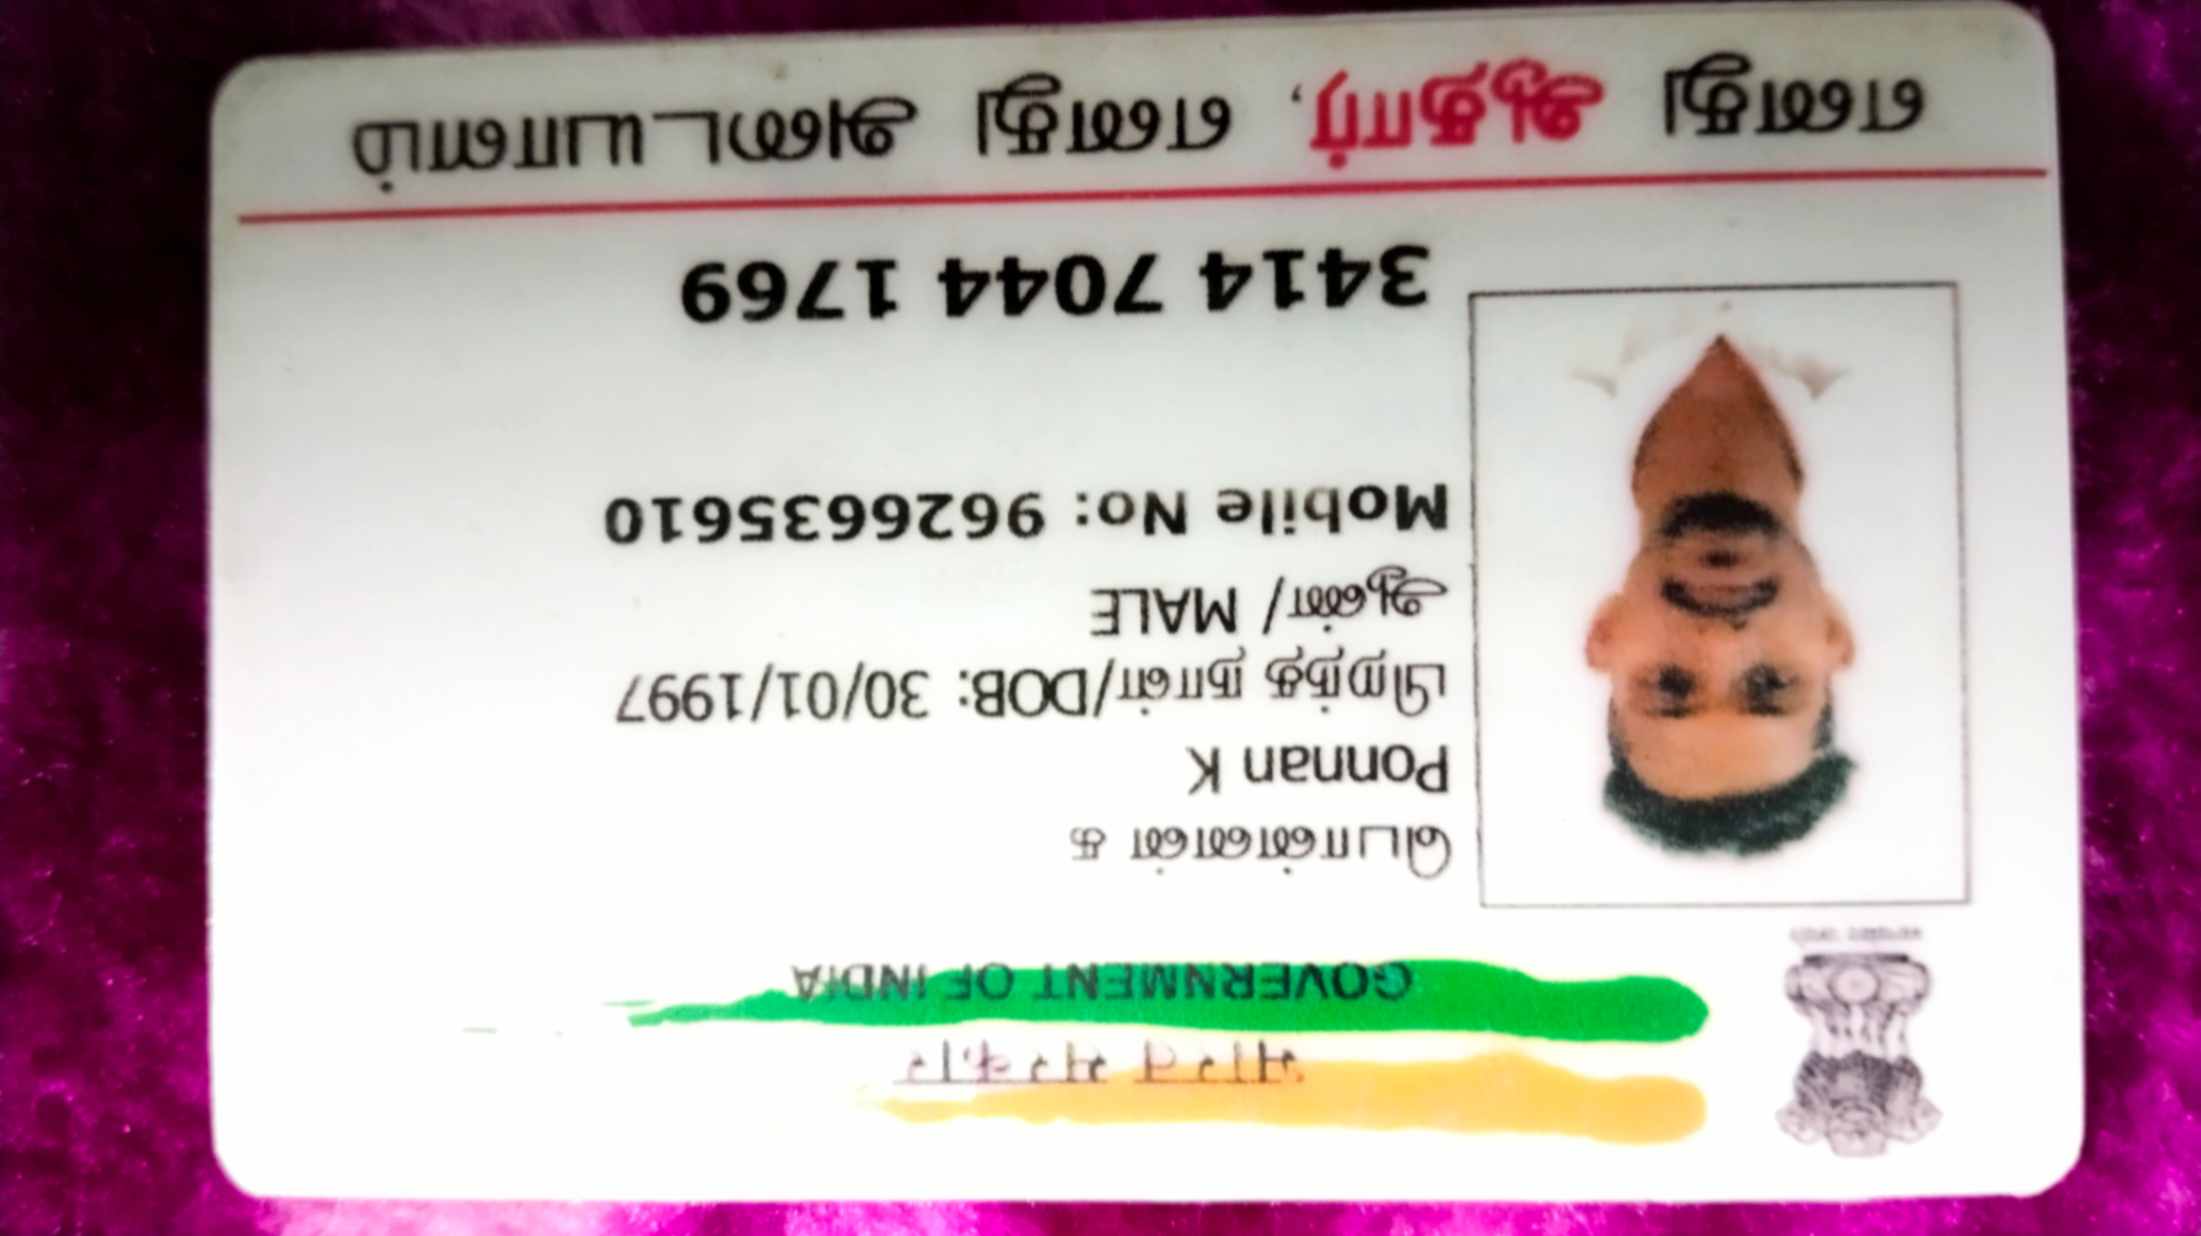 भारत सरकार
GOVERNMENT OF INDIA
பொன்னன் க
Ponnan K
பிறந்த நாள்/DOB: 30/01/1997
ஆண்/ MALE
Mobile No: 9626635610
3414 7044 1769
எனது ஆதார், எனது அடையாளம்